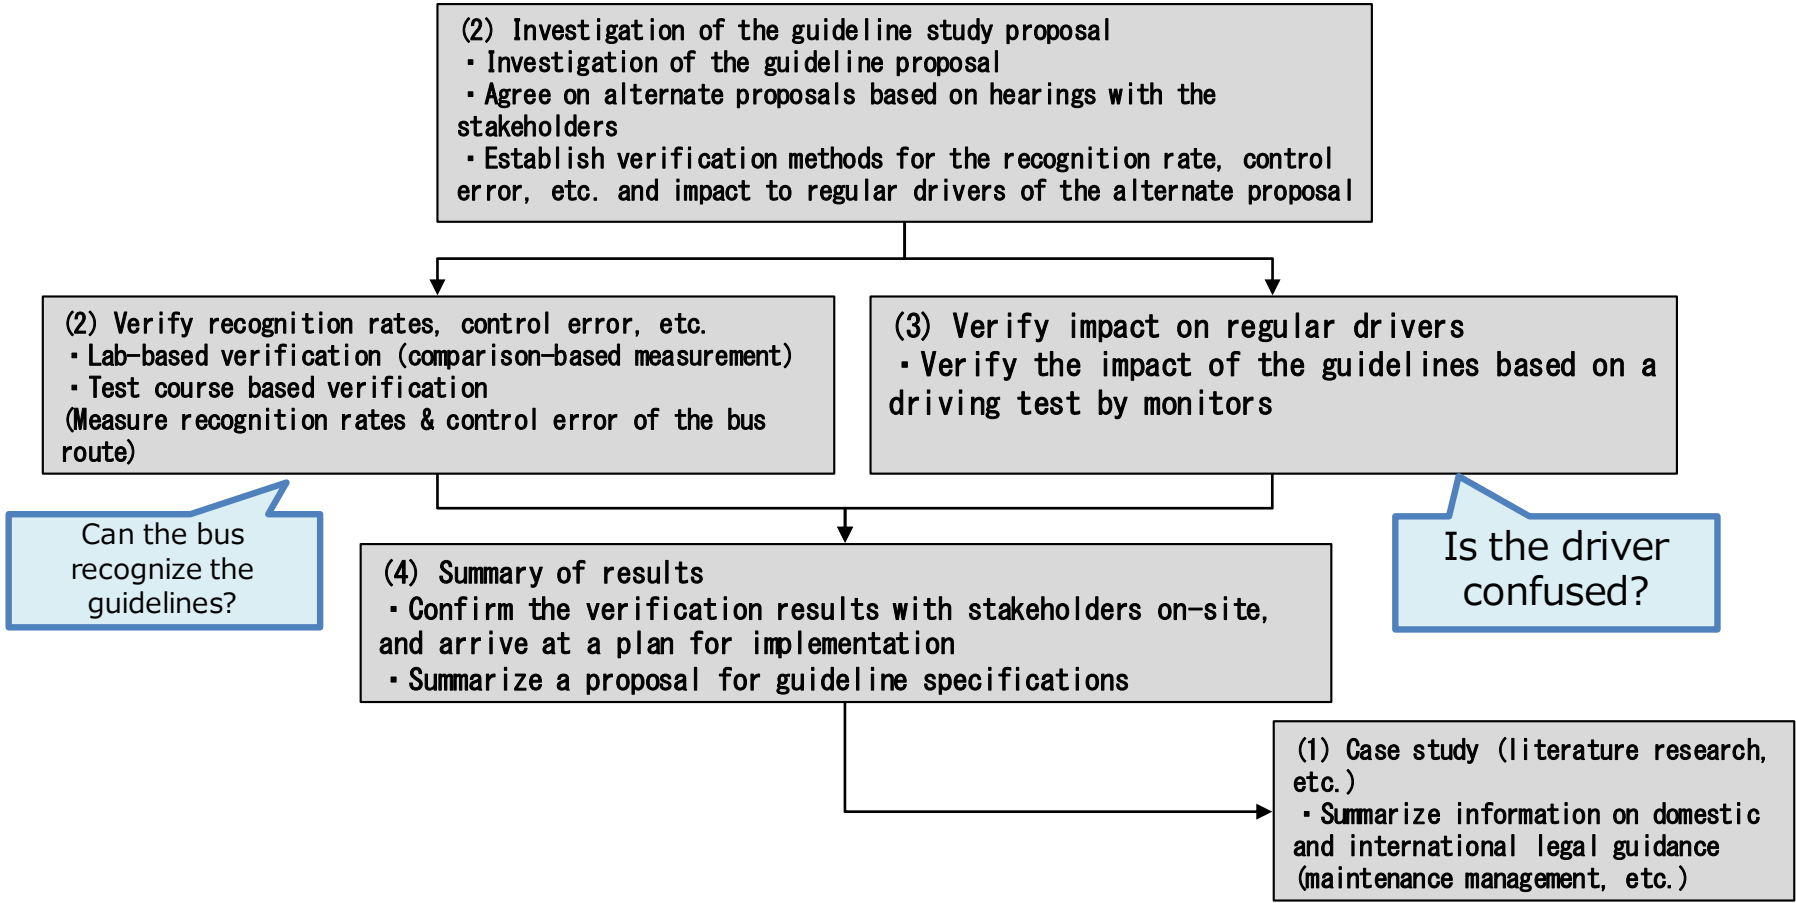 (2) Investigation of the guideline study proposal
・Investigation of the guideline proposal
・Agree on alternate proposals based on hearings with the
stakeholders
・Establish verification methods for the recognition rate, control
error, etc. and impact to regular drivers of the alternate proposal
(2) Verify recognition rates, control error, etc.
・Lab-based verification (comparison-based measurement)
・Test course based verification
(Measure recognition rates & control error of the bus
route)
(3) Verify impact on regular drivers
・Verify the impact of the guidelines based on a
driving test by monitors
Can the bus
recognize the
guidelines?
Is the driver
confused?
(4) Summary of results
・Confirm the verification results with stakeholders on-site,
and arrive at a plan for implementation
・Summarize a proposal for guideline specifications
(1) Case study (literature research,
etc.)
・Summarize information on domestic
and international legal guidance
(maintenance management, etc.)